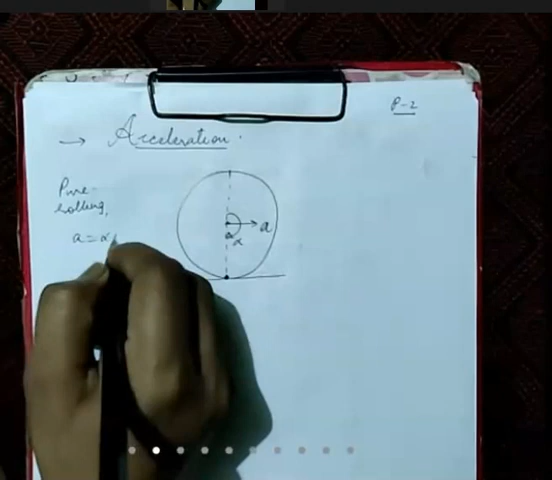 P-2
→ Acceleration.
Pure
rolling,
a = α
a
α